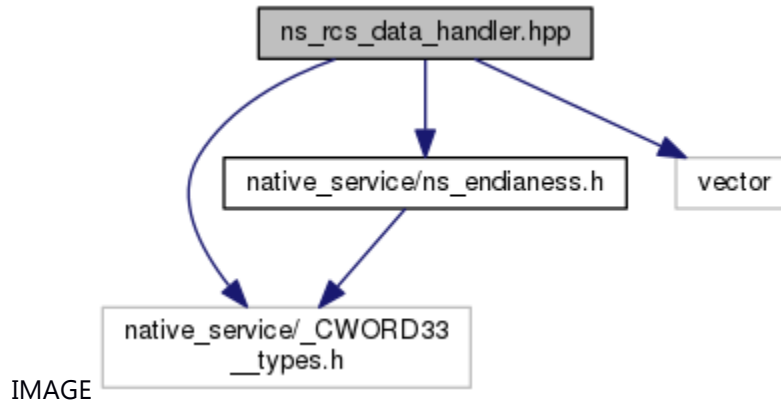 ns_rcs_data_handler.hpp
native_service/ns_endianess.h
vector
native_service/_CWORD33
__types.h
IMAGE